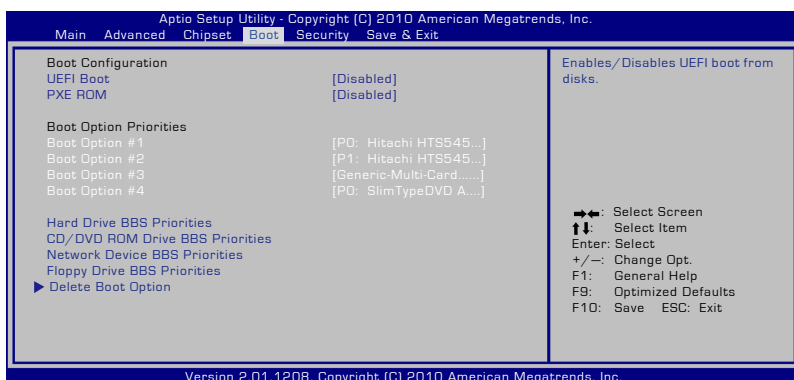 Aptio Setup Utility - Copyright (C) 2010 American Megatrends, Inc.
Main Advanced Chipset Boot Security Save & Exit
Boot Configuration
UEFI Boot [Disabled]
PXE ROM [Disabled]
Boot Option Priorities
Boot Option #1 [P0: Hitachi HTS545...]
Boot Option #2 [P1: Hitachi HTS545...]
Boot Option #3 [Generic-Multi-Card......]
Boot Option #4 [P0: SlimTypeDVD A....]
Hard Drive BBS Priorities
CD/DVD ROM Drive BBS Priorities
Network Device BBS Priorities
Floppy Drive BBS Priorities
Delete Boot Option
Enables/Disables UEFI boot from
disks.
→←: Select Screen
↑↓: Select Item
Enter: Select
+/—: Change Opt.
F1: General Help
F9: Optimized Defaults
F10: Save ESC: Exit
Version 2.01.1208. Copyright (C) 2010 American Megatrends, Inc.